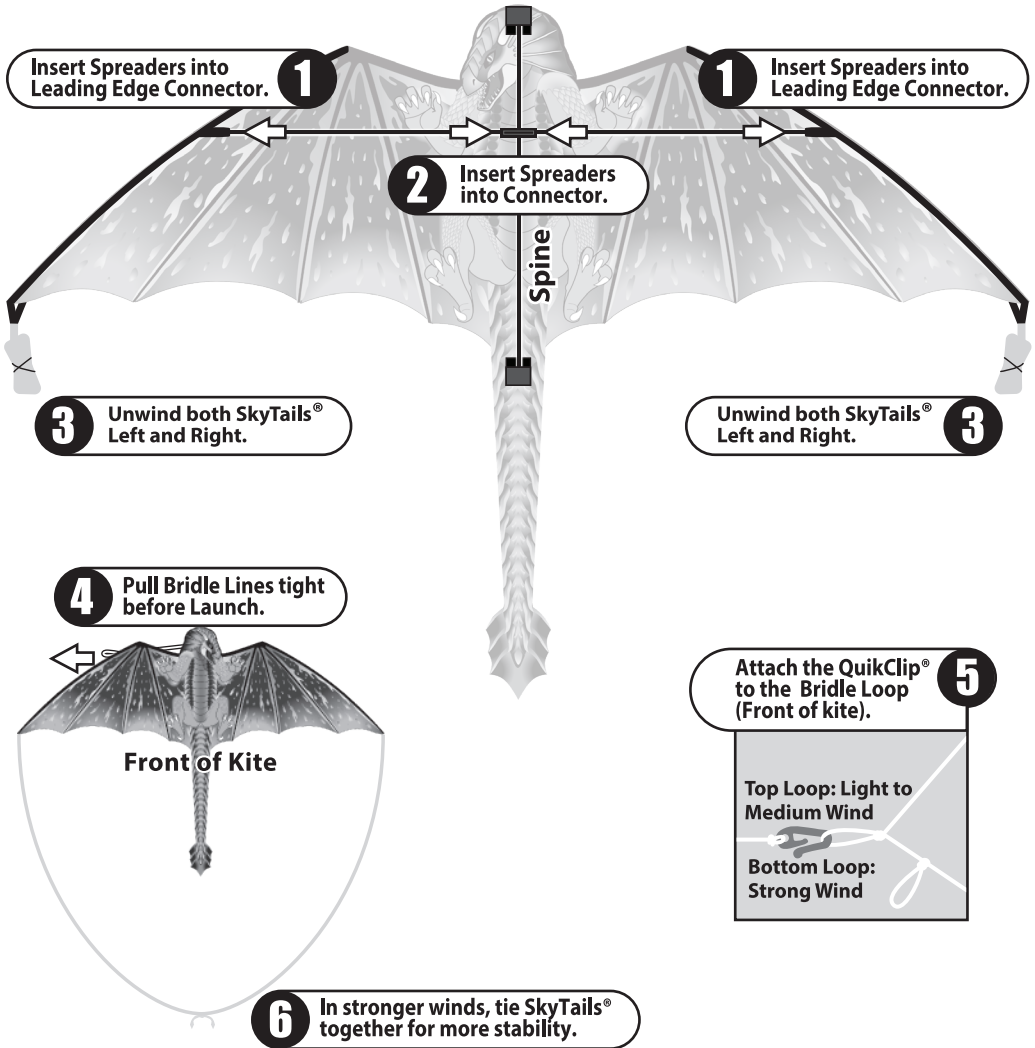 Insert Spreaders into
Leading Edge Connector.
1
1
Insert Spreaders into
Leading Edge Connector.
2
Insert Spreaders
into Connector.
Spine
3
Unwind both SkyTails®
Left and Right.
Unwind both SkyTails®
Left and Right.
3
4
Pull Bridle Lines tight
before Launch.
Front of Kite
Attach the QuikClip®
to the Bridle Loop
(Front of kite).
5
Top Loop: Light to
Medium Wind
Bottom Loop:
Strong Wind
6
In stronger winds, tie SkyTails®
together for more stability.